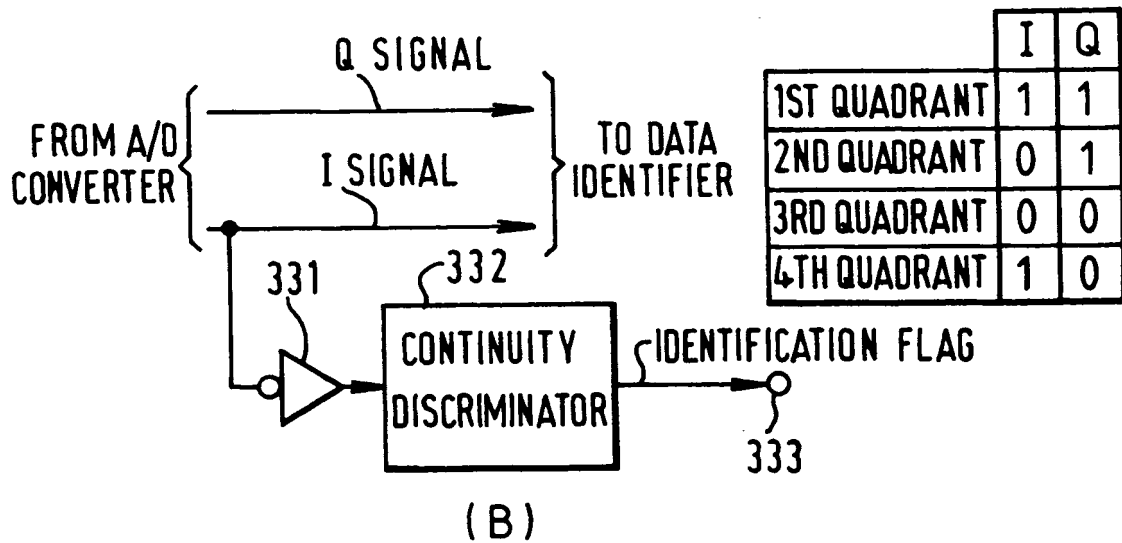 Q SIGNAL
FROM A/D
CONVERTER
I SIGNAL
TO DATA
IDENTIFIER
331
332
CONTINUITY
DISCRIMINATOR
IDENTIFICATION FLAG
333
(B)
I Q
1ST QUADRANT 1 1
2ND QUADRANT 0 1
3RD QUADRANT 0 0
4TH QUADRANT 1 0